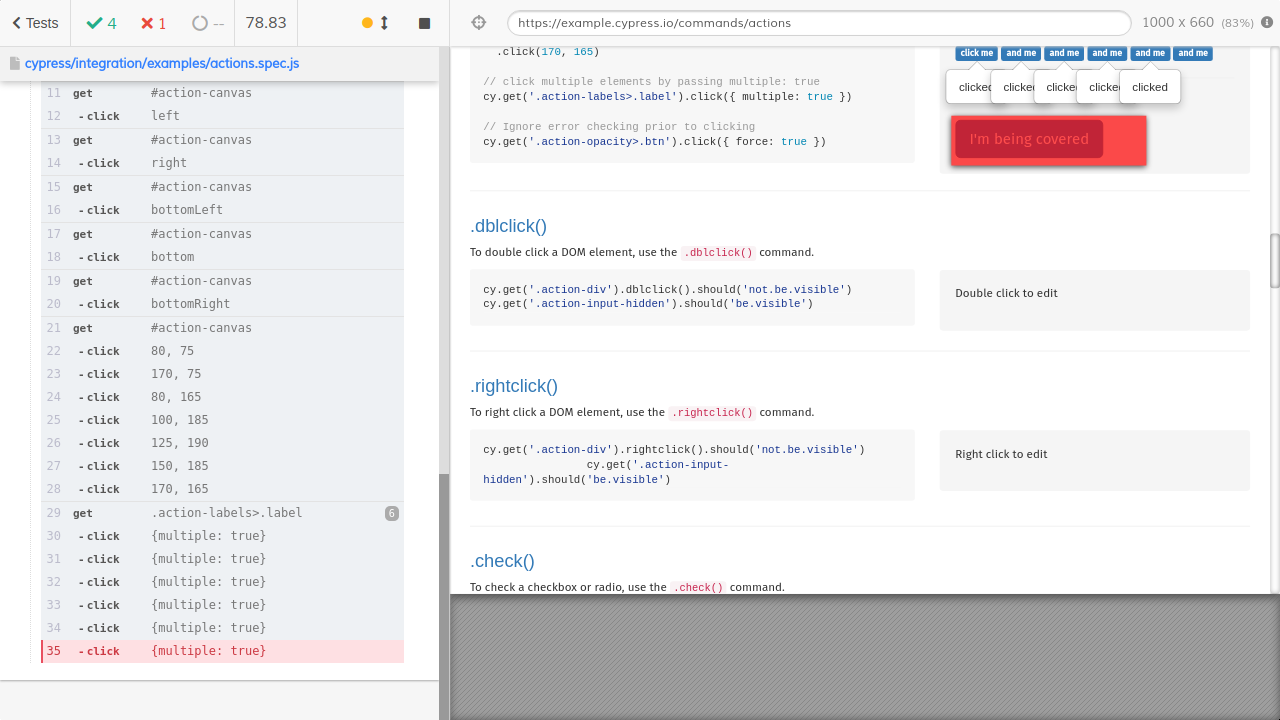 Tests
4
1
--
78.83
https://example.cypress.io/commands/actions
1000 x 660 (83%)
cypress/integration/examples/actions.spec.js
11 get #action-canvas
12 -click left
13 get #action-canvas
14 -click right
15 get #action-canvas
16 -click bottomLeft
17 get #action-canvas
18 -click bottom
19 get #action-canvas
20 -click bottomRight
21 get #action-canvas
22 -click 80, 75
23 -click 170, 75
24 -click 80, 165
25 -click 100, 185
26 -click 125, 190
27 -click 150, 185
28 -click 170, 165
29 get .action-labels>.label 6
30 -click {multiple: true}
31 -click {multiple: true}
32 -click {multiple: true}
33 -click {multiple: true}
34 -click {multiple: true}
35 -click {multiple: true}
.click(170, 165)
// click multiple elements by passing multiple: true
cy.get('.action-labels>.label').click({ multiple: true })
// Ignore error checking prior to clicking
cy.get('.action-opacity>.btn').click({ force: true })
click me and me and me and me and me and me
clicked clicked clicked clicked clicked
I'm being covered
.dblclick()
To double click a DOM element, use the .dblclick() command.
cy.get('.action-div').dblclick().should('not.be.visible')
cy.get('.action-input-hidden').should('be.visible')
Double click to edit
.rightclick()
To right click a DOM element, use the .rightclick() command.
cy.get('.action-div').rightclick().should('not.be.visible')
cy.get('.action-input-
hidden').should('be.visible')
Right click to edit
.check()
To check a checkbox or radio, use the .check() command.